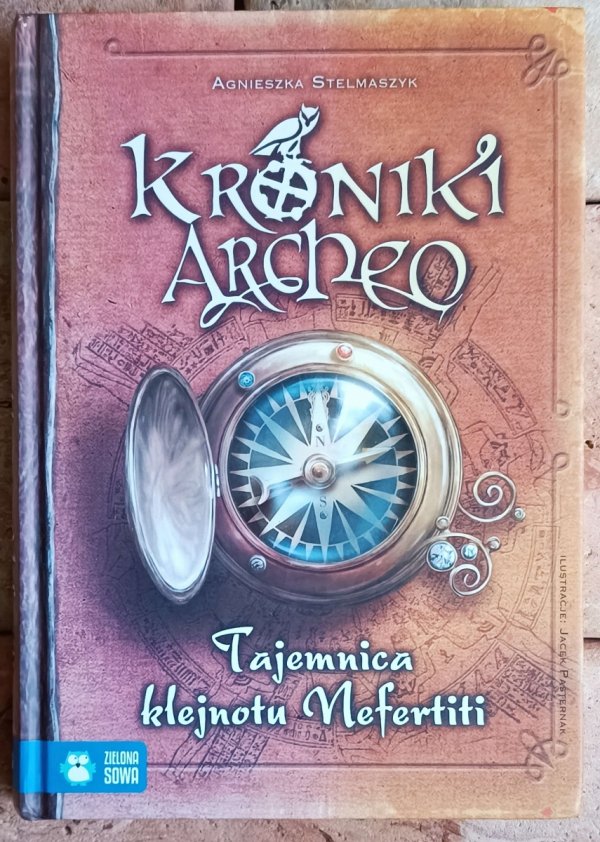 Agnieszka Stelmaszyk
Kroniki
Archeo
N
S
Ilustracje: Jacek Pasternak
Tajemnica
klejnotu Nefertiti
ZIELONA
SOWA